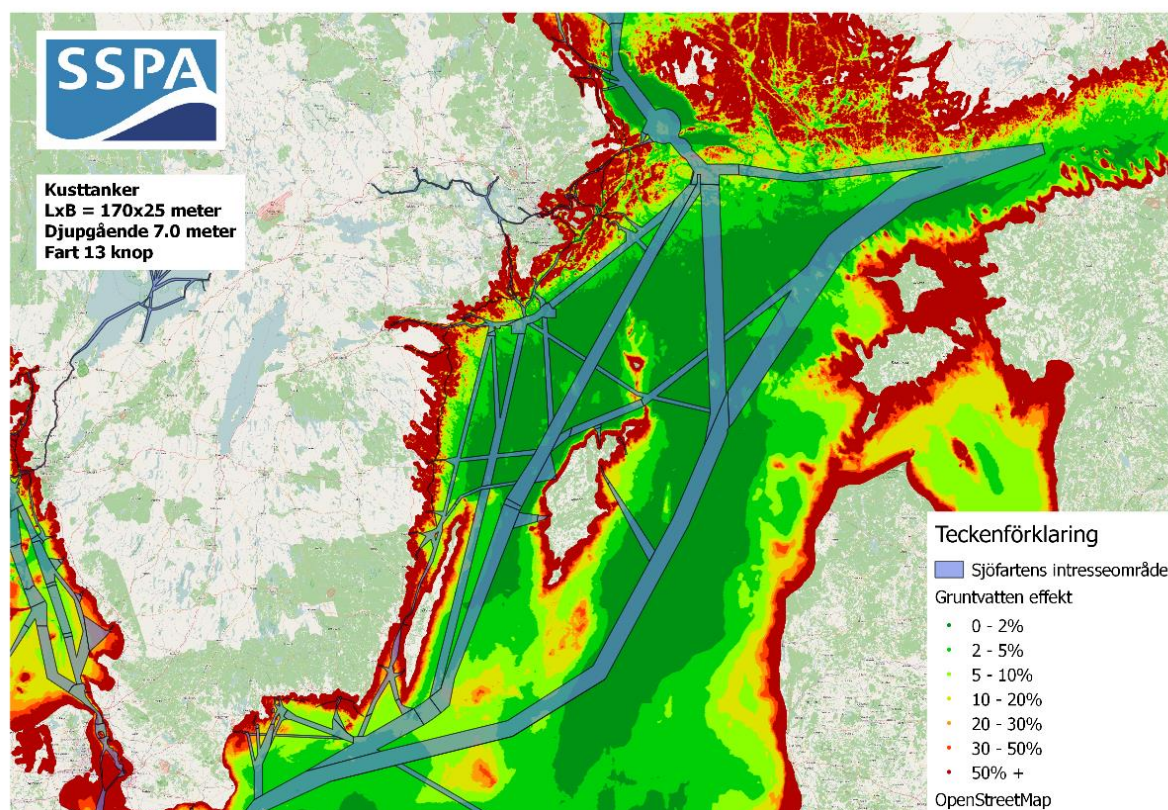 SSPA
Kusttanker
LxB = 170x25 meter
Djupgående 7.0 meter
Fart 13 knop
Teckenförklaring
Sjöfartens intresseområde
Gruntvatten effekt
0 - 2%
2 - 5%
5 - 10%
10 - 20%
20 - 30%
30 - 50%
50% +
OpenStreetMap